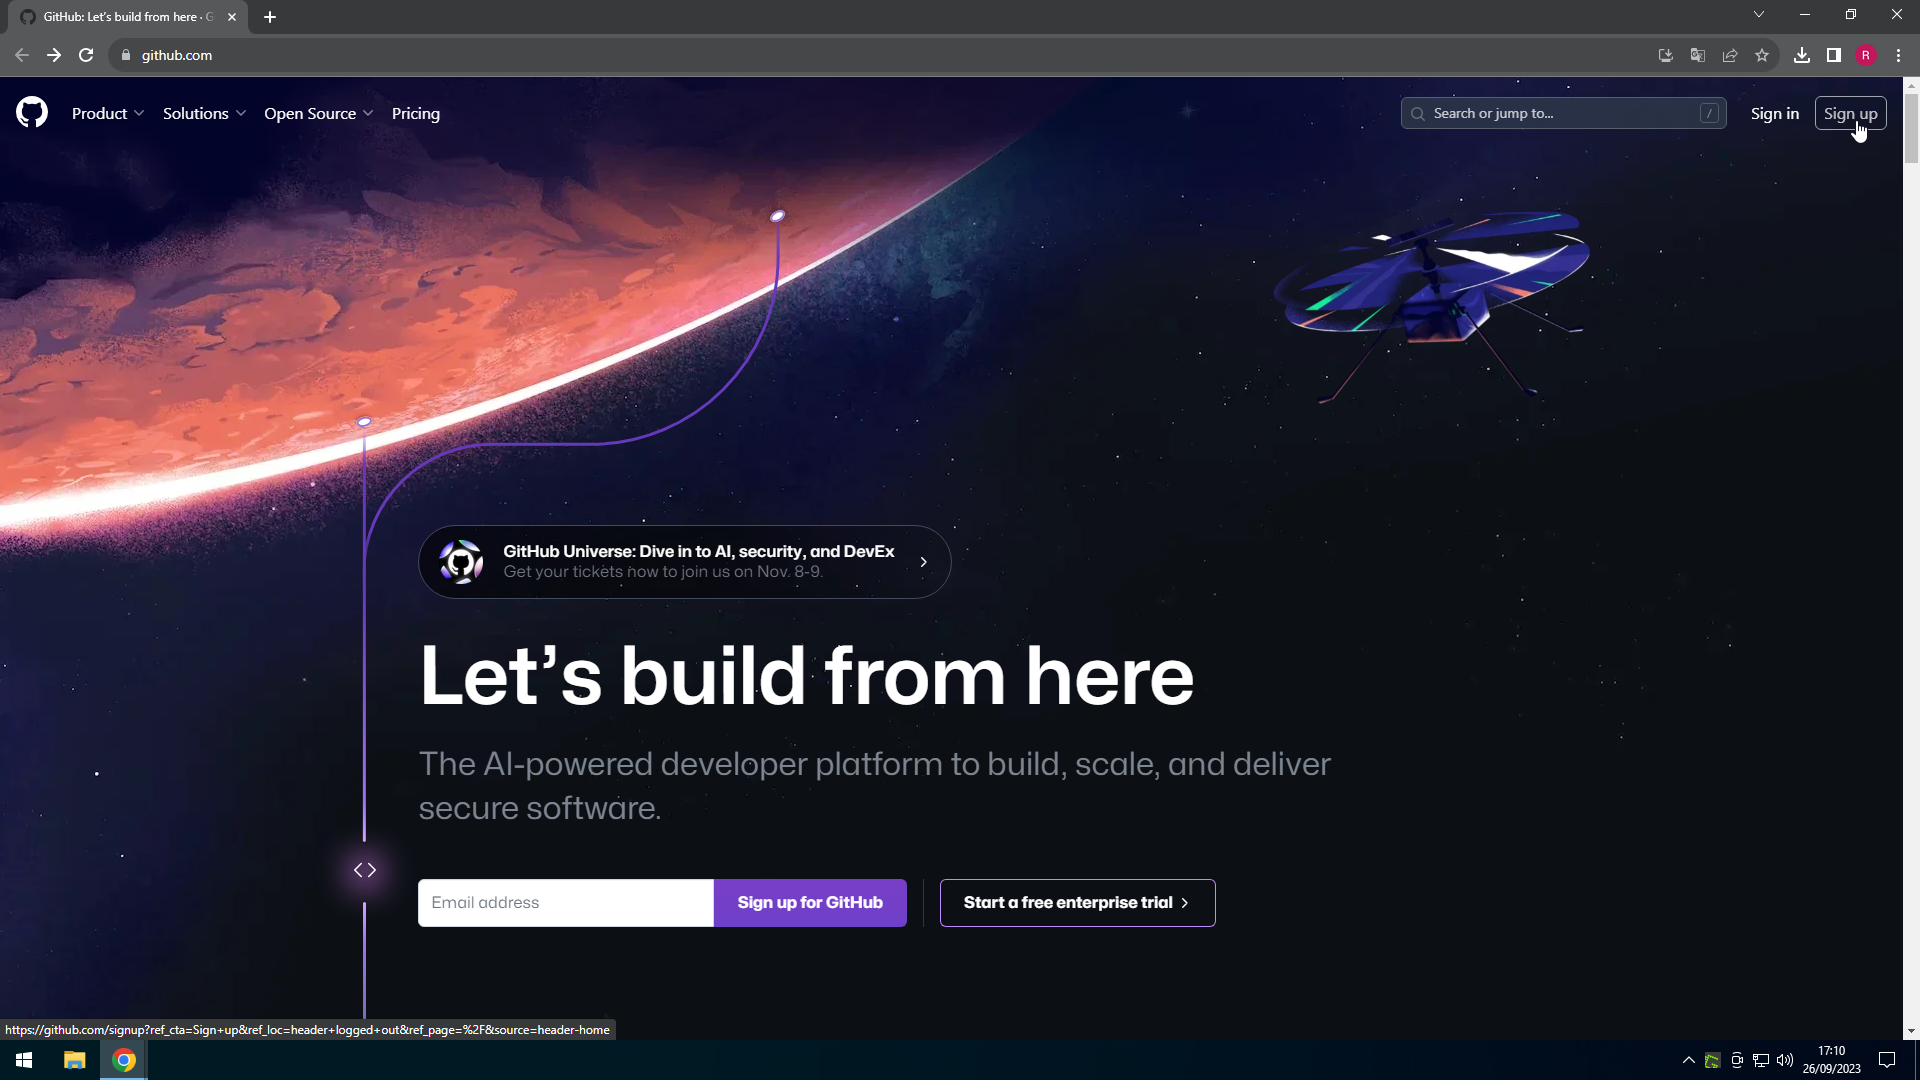 GitHub: Let's build from here · G
github.com
R
Product
Solutions
Open Source
Pricing
Search or jump to...
/
Sign in
Sign up
GitHub Universe: Dive in to AI, security, and DevEx
Get your tickets now to join us on Nov. 8-9.
Let's build from here
The AI-powered developer platform to build, scale, and deliver
secure software.
Email address
Sign up for GitHub
Start a free enterprise trial
https://github.com/signup?ref_cta=Sign+up&ref_loc=header+logged+out&ref_page=%2F&source=header-home
17:10
26/09/2023